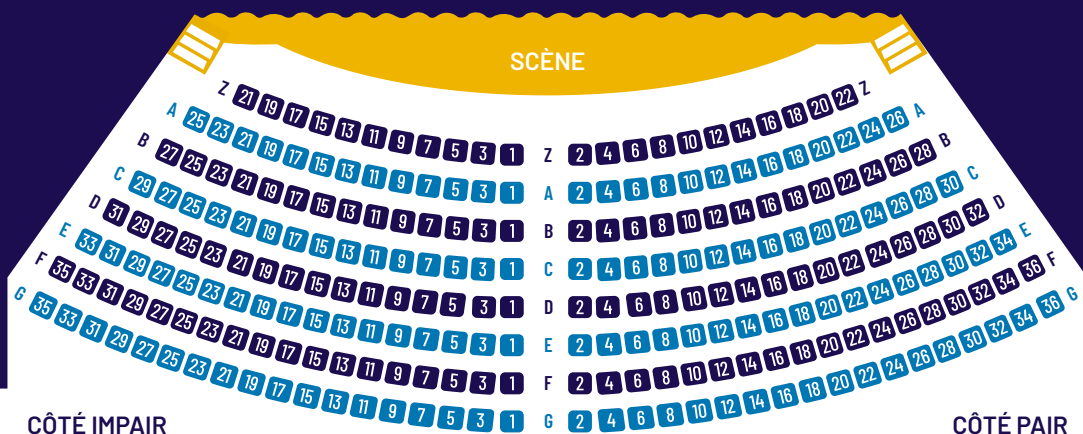 SCÈNE
Z 21 19 17 15 13 11 9 7 5 3 1 Z 2 4 6 8 10 12 14 16 18 20 22 Z
A 25 23 21 19 17 15 13 11 9 7 5 3 1 A 2 4 6 8 10 12 14 16 18 20 22 24 26 A
B 27 25 23 21 19 17 15 13 11 9 7 5 3 1 B 2 4 6 8 10 12 14 16 18 20 22 24 26 28 B
C 29 27 25 23 21 19 17 15 13 11 9 7 5 3 1 C 2 4 6 8 10 12 14 16 18 20 22 24 26 28 30 C
D 31 29 27 25 23 21 19 17 15 13 11 9 7 5 3 1 D 2 4 6 8 10 12 14 16 18 20 22 24 26 28 30 32 D
E 33 31 29 27 25 23 21 19 17 15 13 11 9 7 5 3 1 E 2 4 6 8 10 12 14 16 18 20 22 24 26 28 30 32 34 E
F 35 33 31 29 27 25 23 21 19 17 15 13 11 9 7 5 3 1 F 2 4 6 8 10 12 14 16 18 20 22 24 26 28 30 32 34 36 F
G 35 33 31 29 27 25 23 21 19 17 15 13 11 9 7 5 3 1 G 2 4 6 8 10 12 14 16 18 20 22 24 26 28 30 32 34 36 G
CÔTÉ IMPAIR
CÔTÉ PAIR